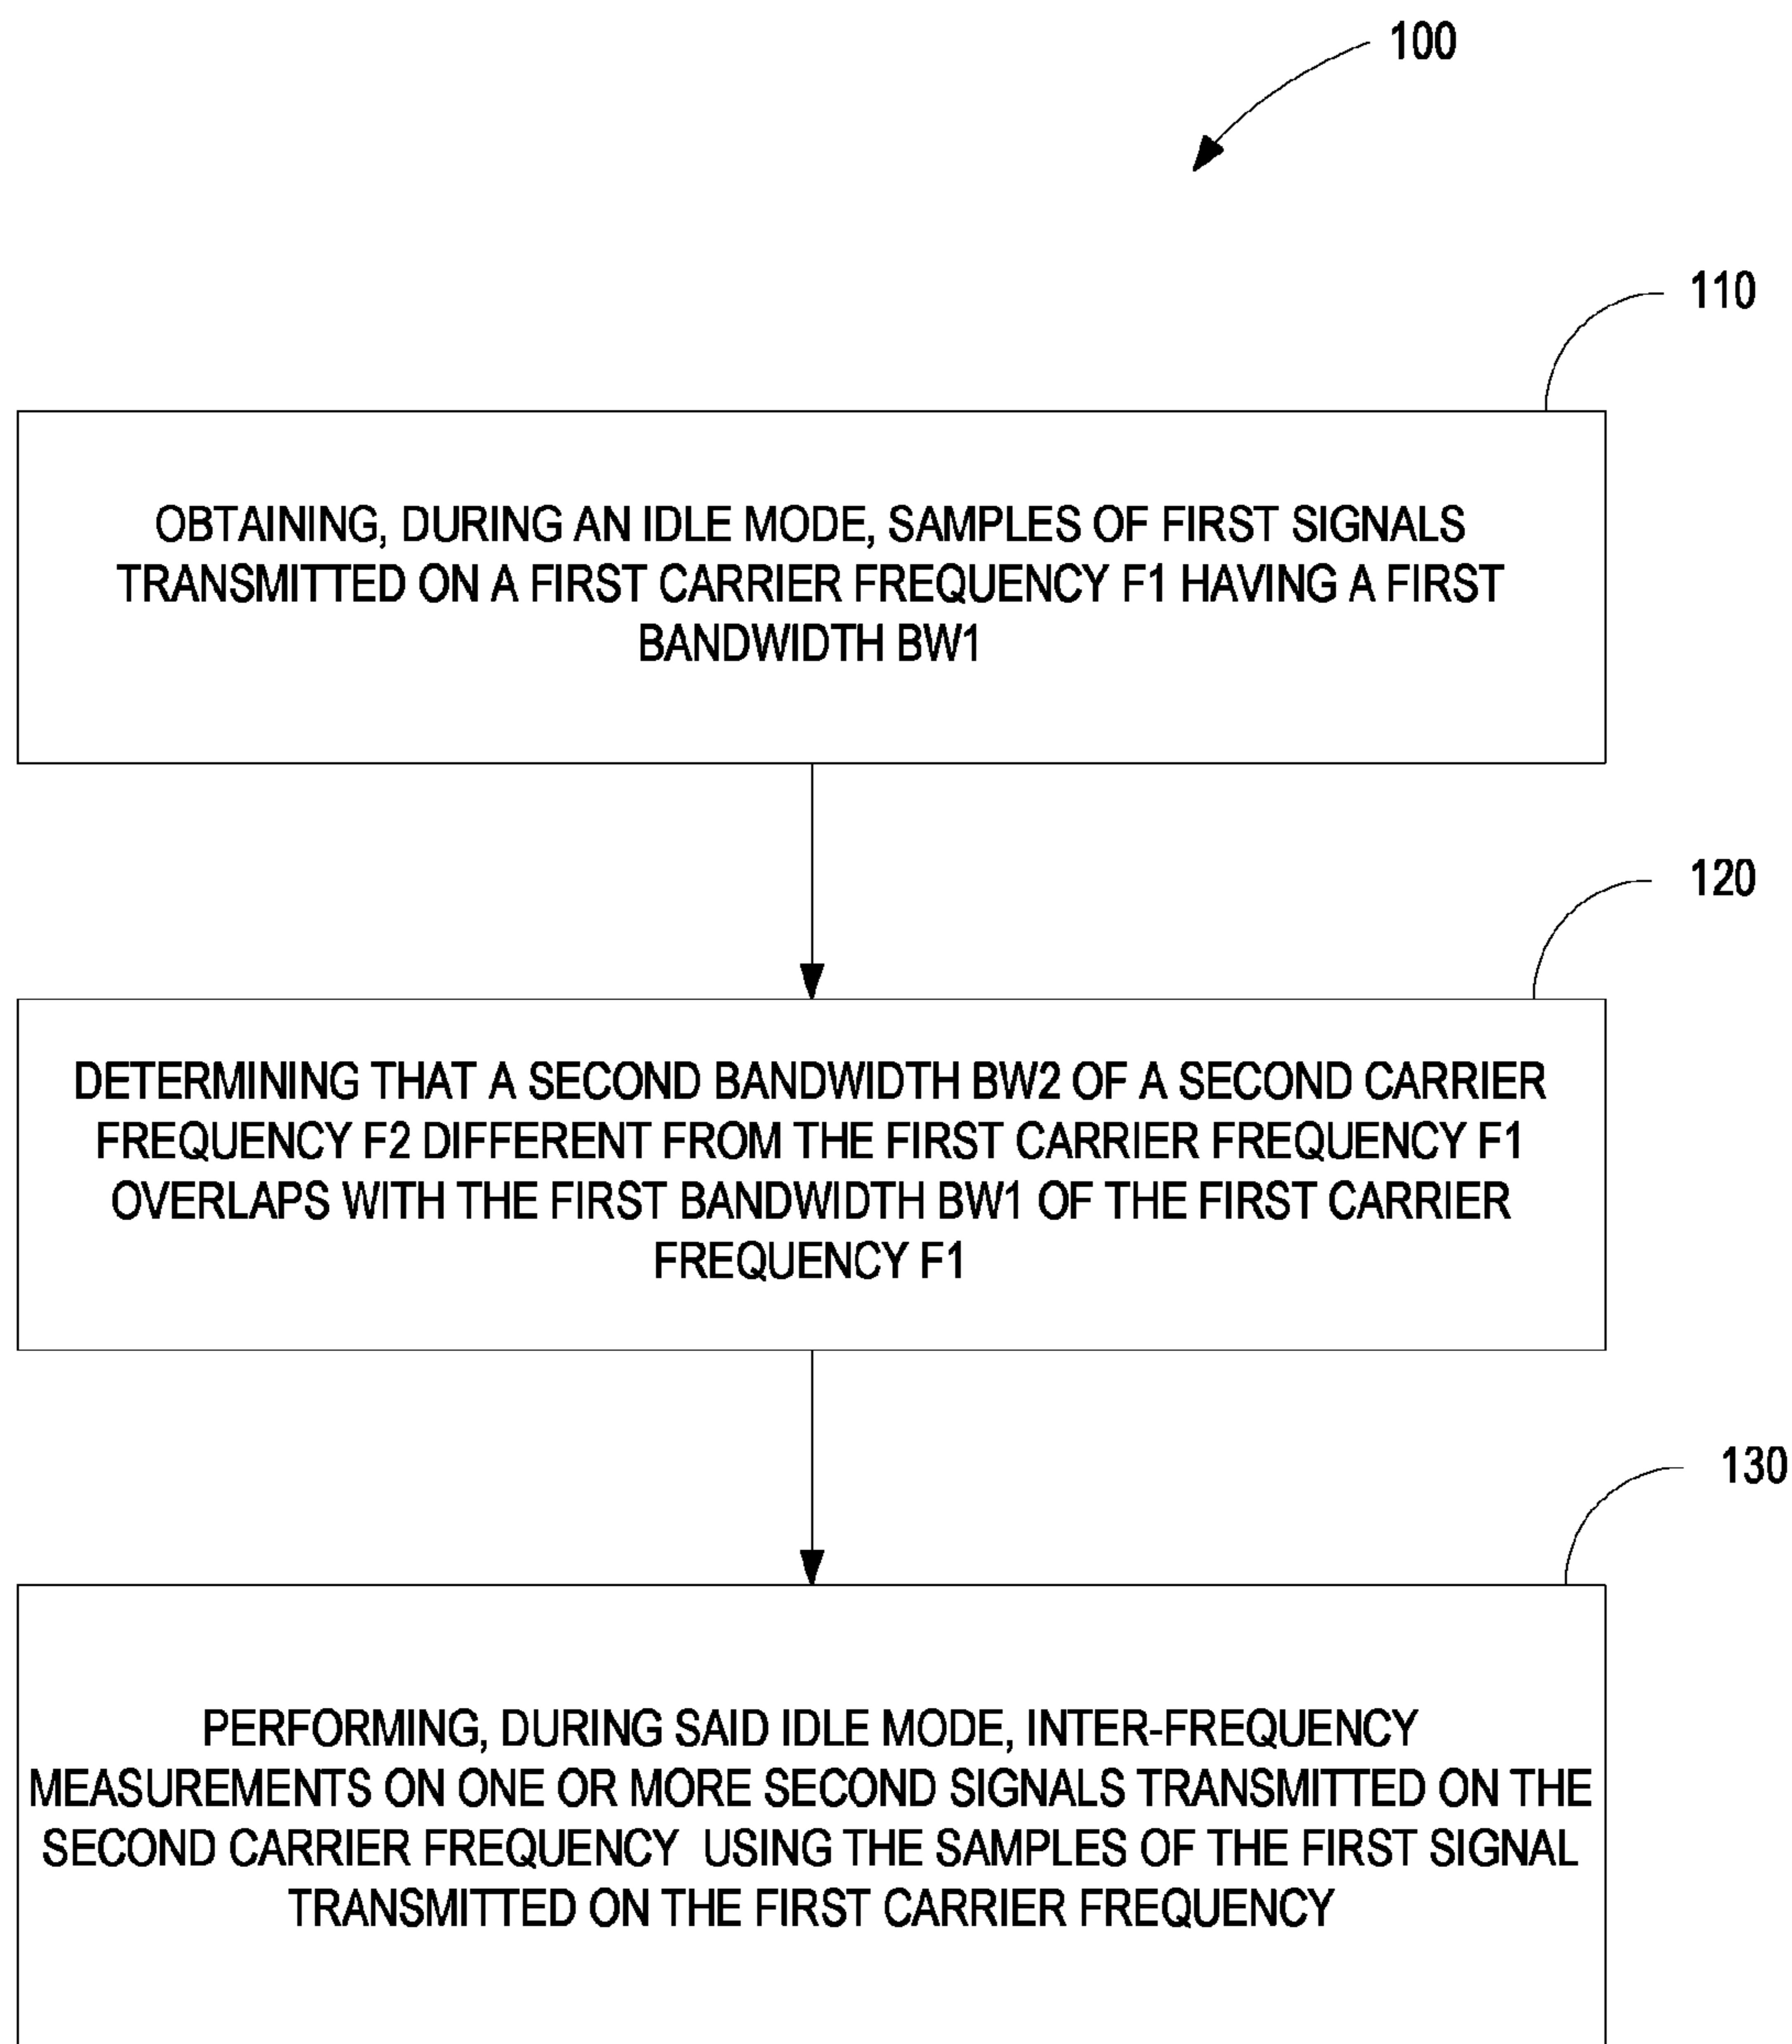 100
110
OBTAINING, DURING AN IDLE MODE, SAMPLES OF FIRST SIGNALS
TRANSMITTED ON A FIRST CARRIER FREQUENCY F1 HAVING A FIRST
BANDWIDTH BW1
120
DETERMINING THAT A SECOND BANDWIDTH BW2 OF A SECOND CARRIER
FREQUENCY F2 DIFFERENT FROM THE FIRST CARRIER FREQUENCY F1
OVERLAPS WITH THE FIRST BANDWIDTH BW1 OF THE FIRST CARRIER
FREQUENCY F1
130
PERFORMING, DURING SAID IDLE MODE, INTER-FREQUENCY
MEASUREMENTS ON ONE OR MORE SECOND SIGNALS TRANSMITTED ON THE
SECOND CARRIER FREQUENCY USING THE SAMPLES OF THE FIRST SIGNAL
TRANSMITTED ON THE FIRST CARRIER FREQUENCY